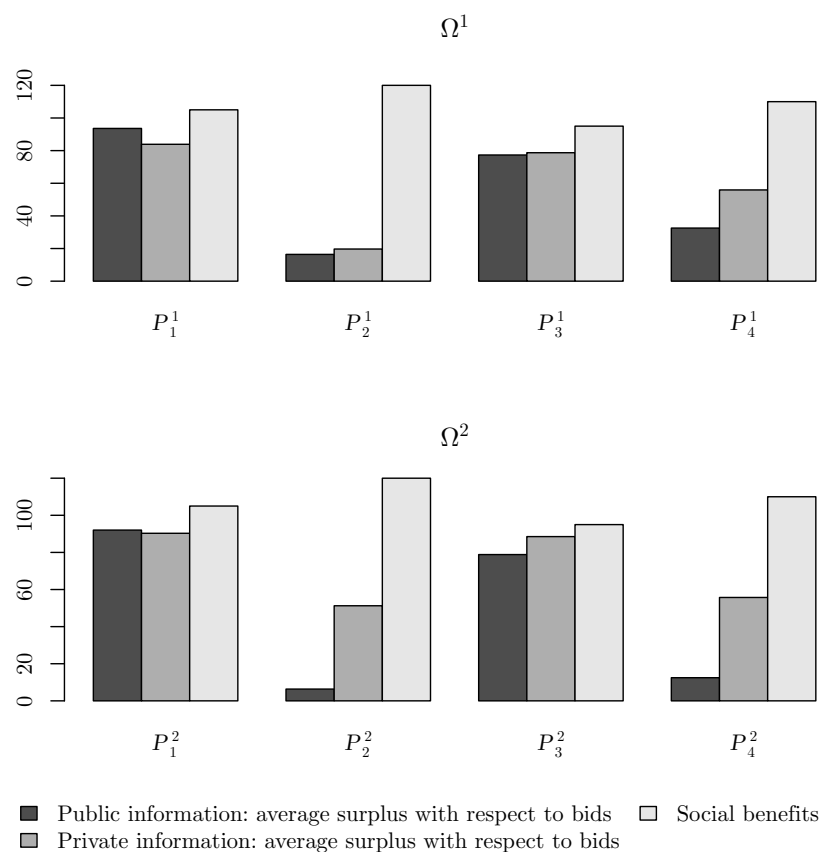 Ω¹
120
80
40
0
P₁¹ P₂¹ P₃¹ P₄¹
Ω²
100
60
20
0
P₁² P₂² P₃² P₄²
Public information: average surplus with respect to bids Social benefits
Private information: average surplus with respect to bids